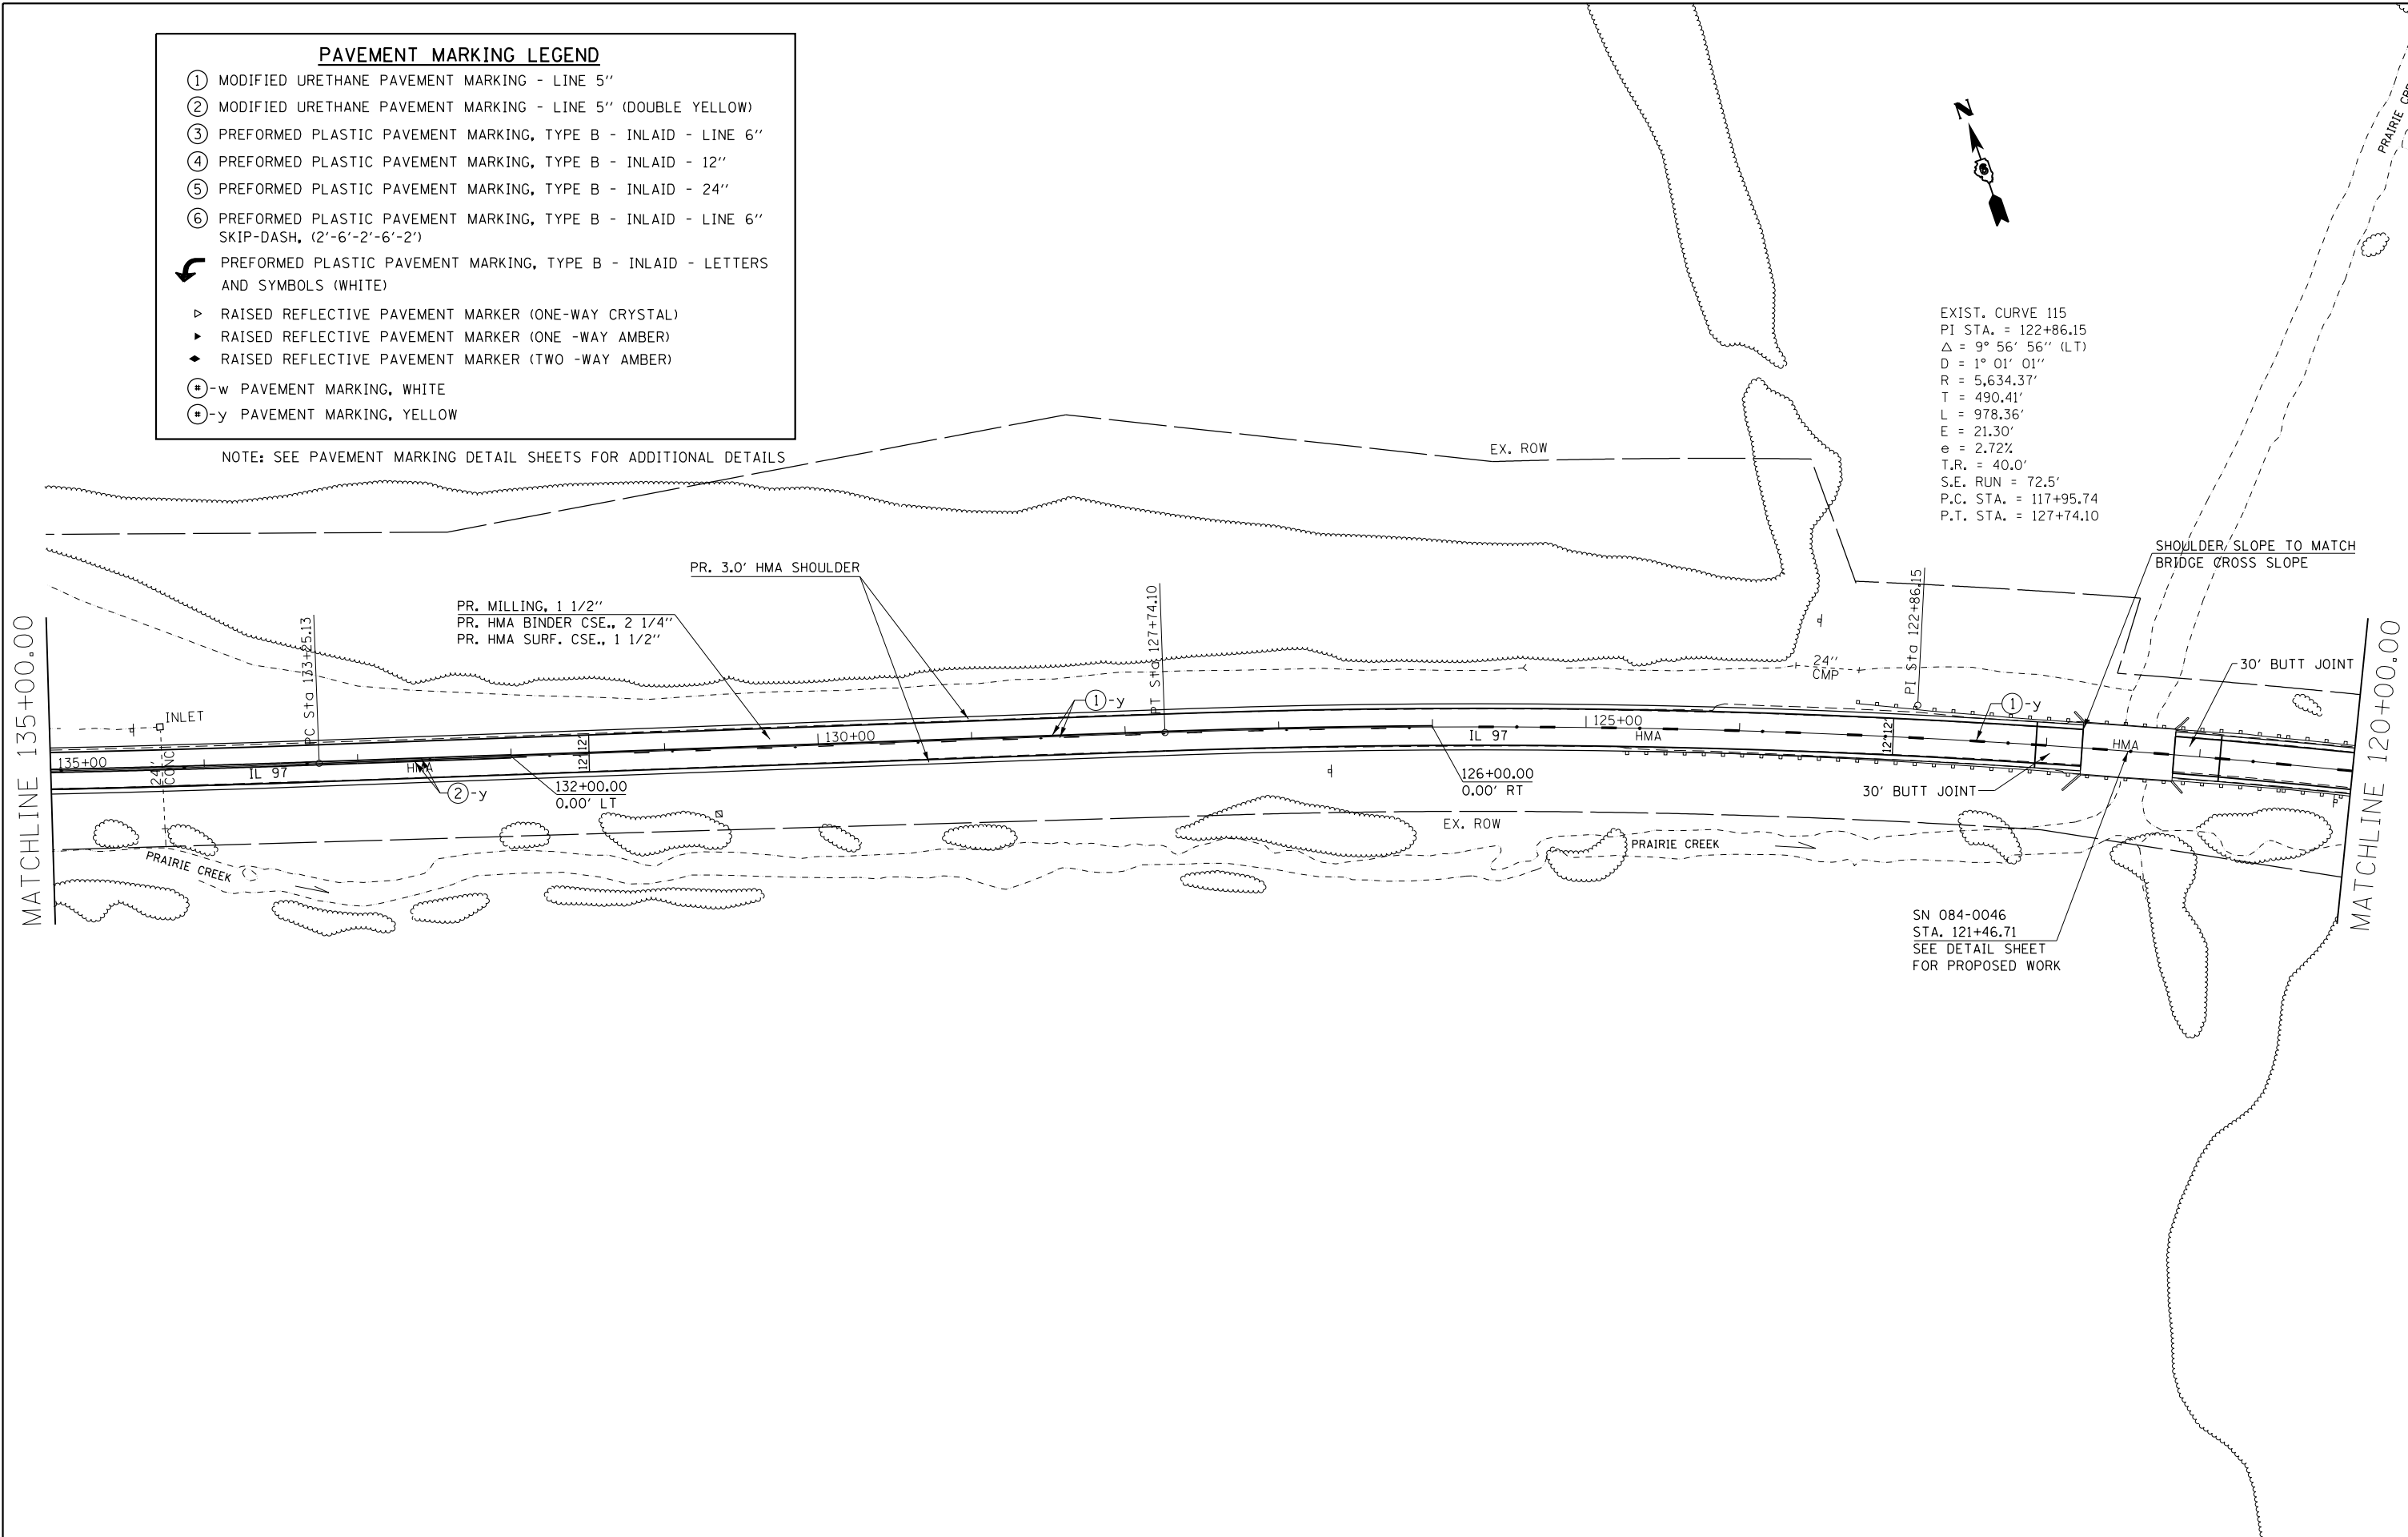 PAVEMENT MARKING LEGEND
① MODIFIED URETHANE PAVEMENT MARKING - LINE 5''
② MODIFIED URETHANE PAVEMENT MARKING - LINE 5'' (DOUBLE YELLOW)
③ PREFORMED PLASTIC PAVEMENT MARKING, TYPE B - INLAID - LINE 6''
④ PREFORMED PLASTIC PAVEMENT MARKING, TYPE B - INLAID - 12''
⑤ PREFORMED PLASTIC PAVEMENT MARKING, TYPE B - INLAID - 24''
⑥ PREFORMED PLASTIC PAVEMENT MARKING, TYPE B - INLAID - LINE 6''
SKIP-DASH, (2'-6'-2'-6'-2')
PREFORMED PLASTIC PAVEMENT MARKING, TYPE B - INLAID - LETTERS
AND SYMBOLS (WHITE)
RAISED REFLECTIVE PAVEMENT MARKER (ONE-WAY CRYSTAL)
RAISED REFLECTIVE PAVEMENT MARKER (ONE -WAY AMBER)
RAISED REFLECTIVE PAVEMENT MARKER (TWO -WAY AMBER)
(#)-w PAVEMENT MARKING, WHITE
(#)-y PAVEMENT MARKING, YELLOW
NOTE: SEE PAVEMENT MARKING DETAIL SHEETS FOR ADDITIONAL DETAILS
N
6
PRAIRIE
EXIST. CURVE 115
PI STA. = 122+86.15
Δ = 9° 56' 56'' (LT)
D = 1° 01' 01''
R = 5,634.37'
T = 490.41'
L = 978.36'
E = 21.30'
e = 2.72%
T.R. = 40.0'
S.E. RUN = 72.5'
P.C. STA. = 117+95.74
P.T. STA. = 127+74.10
EX. ROW
SHOULDER SLOPE TO MATCH
BRIDGE CROSS SLOPE
PR. 3.0' HMA SHOULDER
PR. MILLING, 1 1/2''
PR. HMA BINDER CSE., 2 1/4''
PR. HMA SURF. CSE., 1 1/2''
MATCHLINE 135+00.00
PC Sta 133+25.13
PT Sta 127+74.10
PI Sta 122+86.15
24''
CMP
30' BUTT JOINT
MATCHLINE 120+00.00
INLET
①-y
①-y
135+00
24''
CONC
IL 97
HMA
12'
12'
130+00
IL 97
125+00
HMA
12'
12'
HMA
②-y
132+00.00
0.00' LT
126+00.00
0.00' RT
30' BUTT JOINT
EX. ROW
PRAIRIE CREEK
PRAIRIE CREEK
SN 084-0046
STA. 121+46.71
SEE DETAIL SHEET
FOR PROPOSED WORK